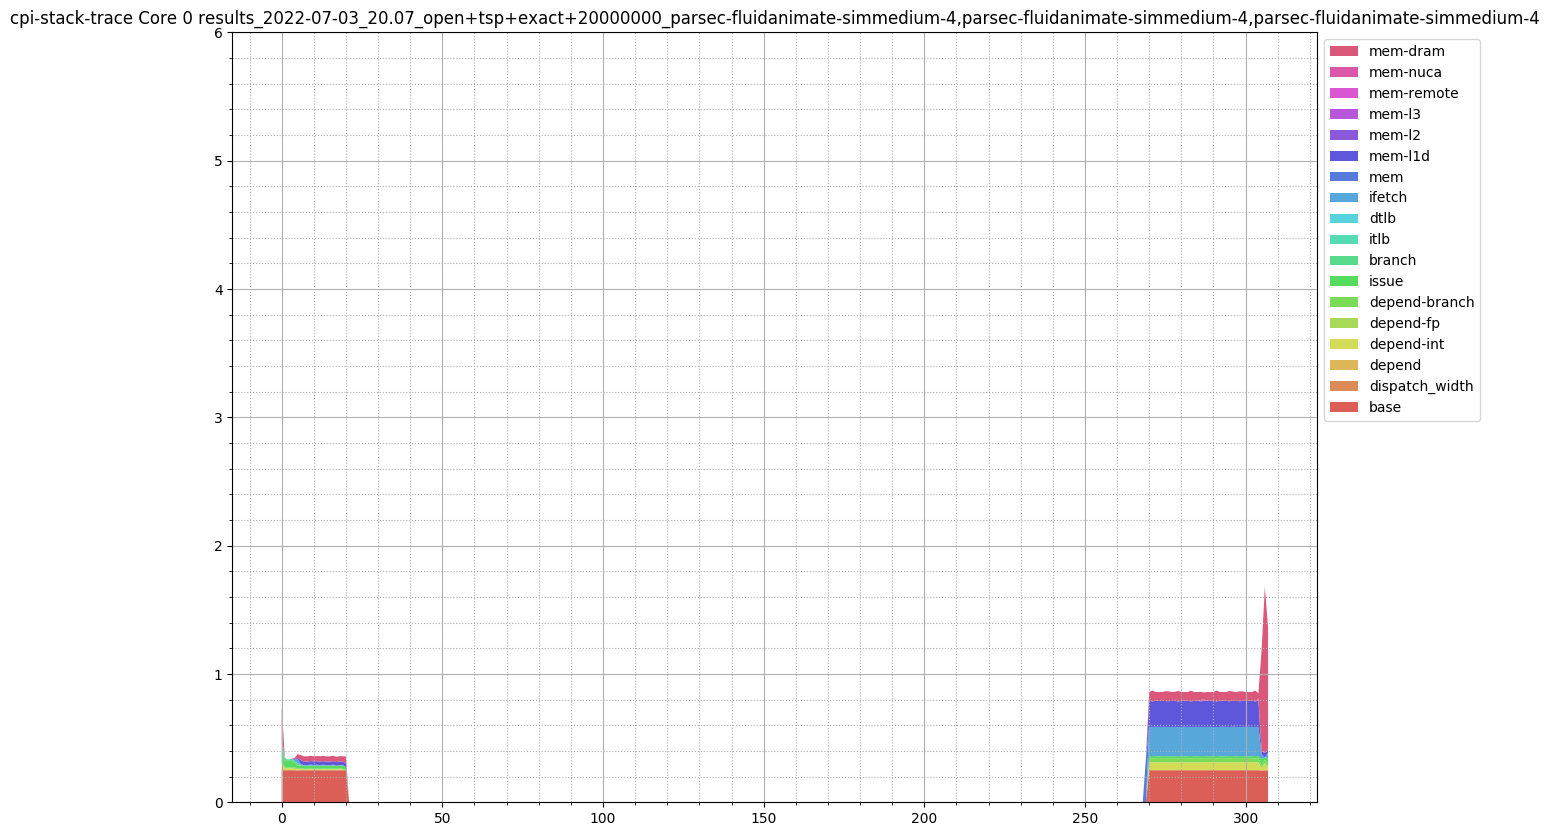 cpi-stack-trace Core 0 results_2022-07-03_20.07_open+tsp+exact+20000000_parsec-fluidanimate-simmedium-4,parsec-fluidanimate-simmedium-4,parsec-fluidanimate-simmedium-4
6
5
4
3
2
1
0
0 50 100 150 200 250 300
mem-dram
mem-nuca
mem-remote
mem-l3
mem-l2
mem-l1d
mem
ifetch
dtlb
itlb
branch
issue
depend-branch
depend-fp
depend-int
depend
dispatch_width
base